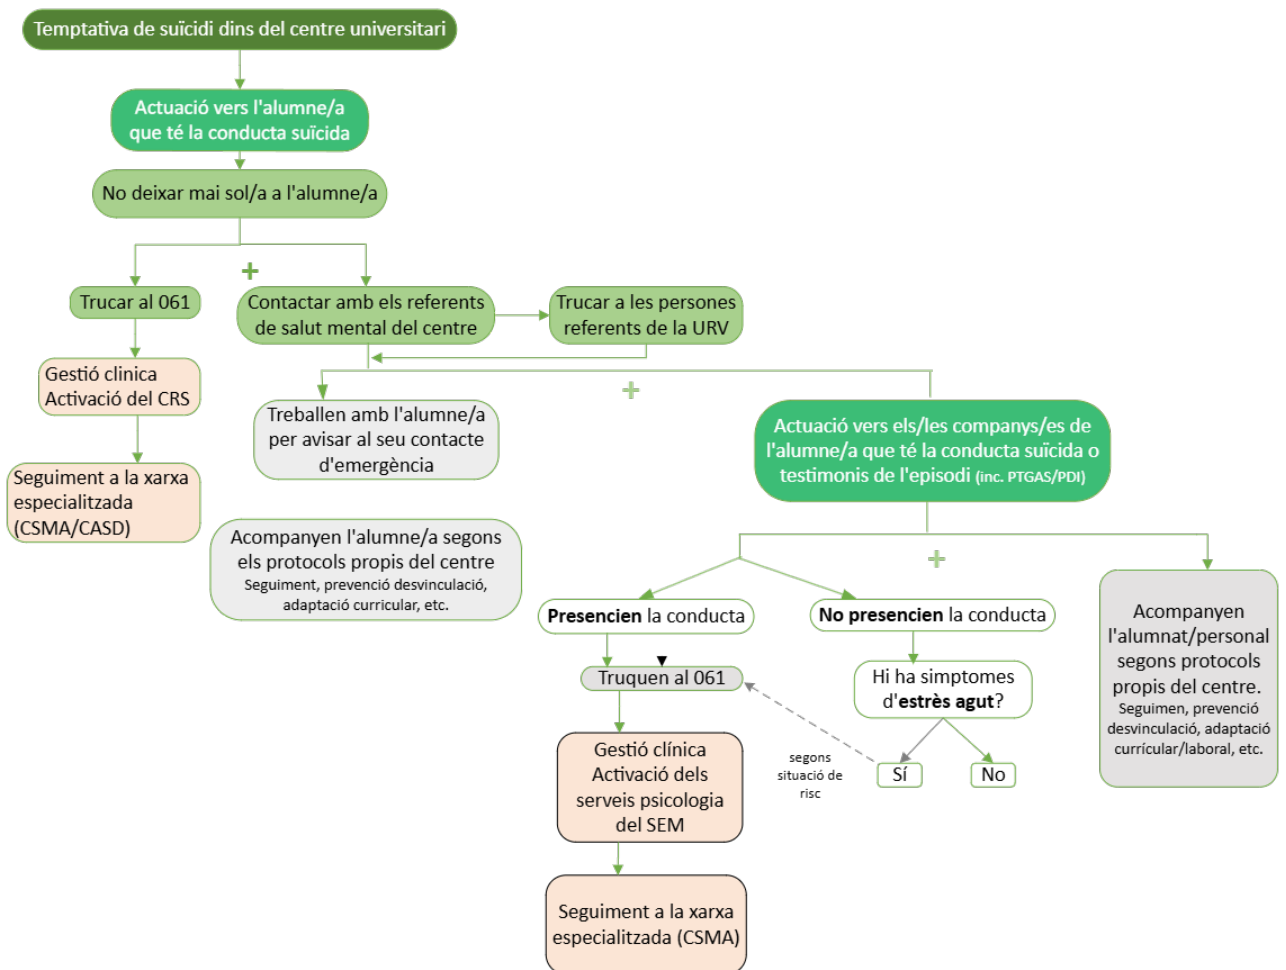 Temptativa de suïcidi dins del centre universitari
Actuació vers l'alumne/a
que té la conducta suïcida
No deixar mai sol/a a l'alumne/a
+
Trucar al 061
Contactar amb els referents
de salut mental del centre
Trucar a les persones
referents de la URV
Gestió clinica
Activació del CRS
Seguiment a la xarxa
especialitzada
(CSMA/CASD)
+
Treballen amb l'alumne/a
per avisar al seu contacte
d'emergència
Acompanyen l'alumne/a segons
els protocols propis del centre
Seguiment, prevenció desvinculació,
adaptació curricular, etc.
Actuació vers els/les companys/es de
l'alumne/a que té la conducta suïcida o
testimonis de l'episodi (inc. PTGAS/PDI)
+
Presencien la conducta
No presencien la conducta
Truquen al 061
Hi ha simptomes
d'estrès agut?
segons
situació de
risc
Sí
No
Gestió clínica
Activació dels
serveis psicologia
del SEM
Seguiment a la xarxa
especialitzada (CSMA)
Acompanyen
l'alumnat/personal
segons protocols
propis del centre.
Seguimen, prevenció
desvinculació, adaptació
currícular/laboral, etc.